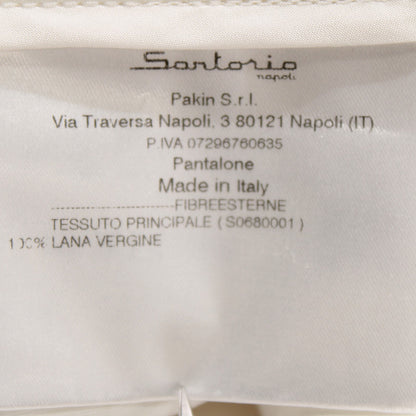 Sartorio
napoli
Pakin S.r.l.
Via Traversa Napoli, 3 80121 Napoli (IT)
P.IVA 07296760635
Pantalone
Made in Italy
--------------------------------FIBREESTERNE
TESSUTO PRINCIPALE ( S0680001 )
100% LANA VERGINE